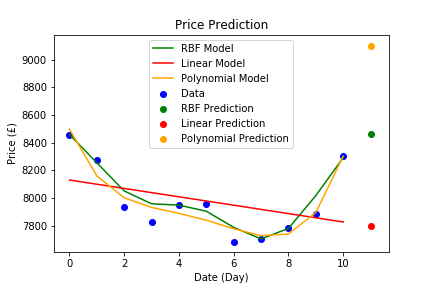 Price Prediction
RBF Model
Linear Model
Polynomial Model
Data
RBF Prediction
Linear Prediction
Polynomial Prediction
9000
8800
8600
8400
8200
8000
7800
Price (£)
0 2 4 6 8 10
Date (Day)